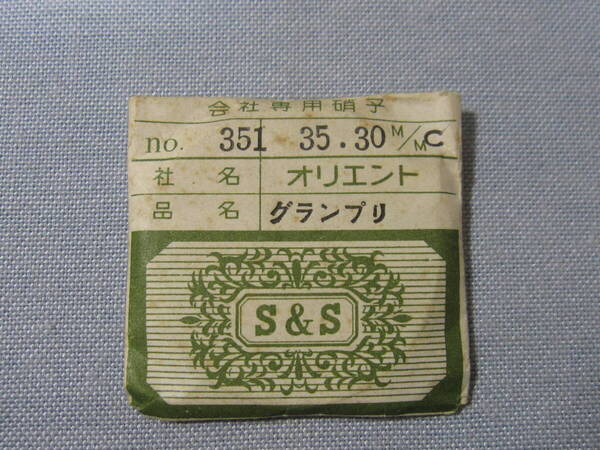 会社専用硝子
no. 351 35.30 M/M C
社名 オリエント
品名 グランプリ
S&S